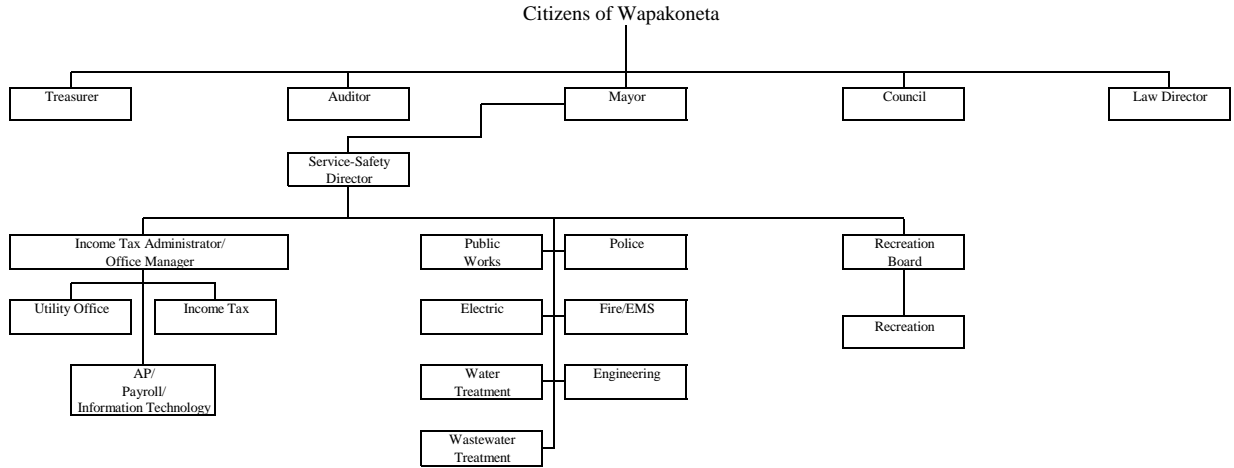 Citizens of Wapakoneta
Treasurer
Auditor
Mayor
Council
Law Director
Service-Safety
Director
Income Tax Administrator/
Office Manager
Public
Works
Police
Recreation
Board
Utility Office
Income Tax
Electric
Fire/EMS
Recreation
AP/
Payroll/
Information Technology
Water
Treatment
Engineering
Wastewater
Treatment